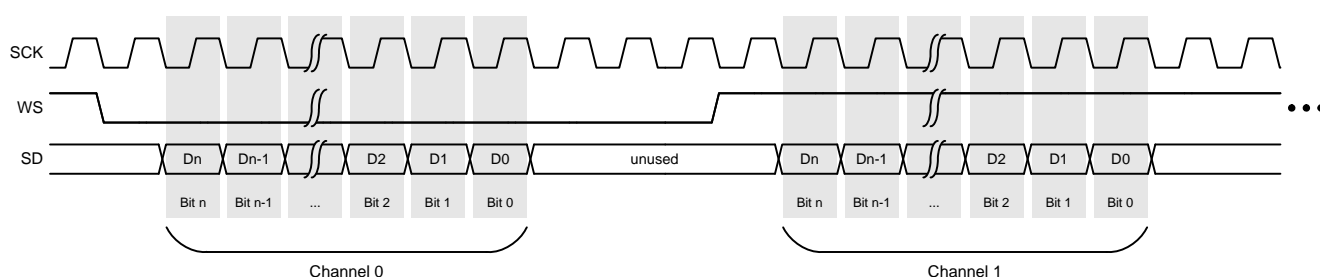 SCK
WS
SD
Dn Dn-1 D2 D1 D0 unused Dn Dn-1 D2 D1 D0
Bit n Bit n-1 ... Bit 2 Bit 1 Bit 0 Bit n Bit n-1 ... Bit 2 Bit 1 Bit 0
Channel 0 Channel 1